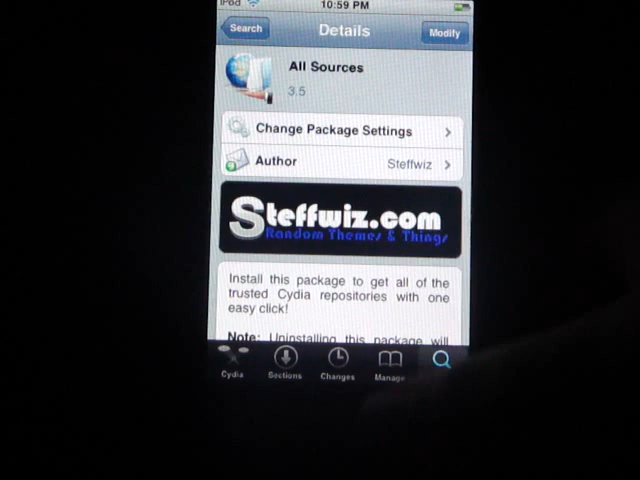 iPod 10:59 PM
Search Details Modify
All Sources
3.5
Change Package Settings
Author Steffwiz
Steffwiz.com
Random Themes & Things
Install this package to get all of the
trusted Cydia repositories with one
easy click!
Note: Uninstalling this package will
Cydia Sections Changes Manage